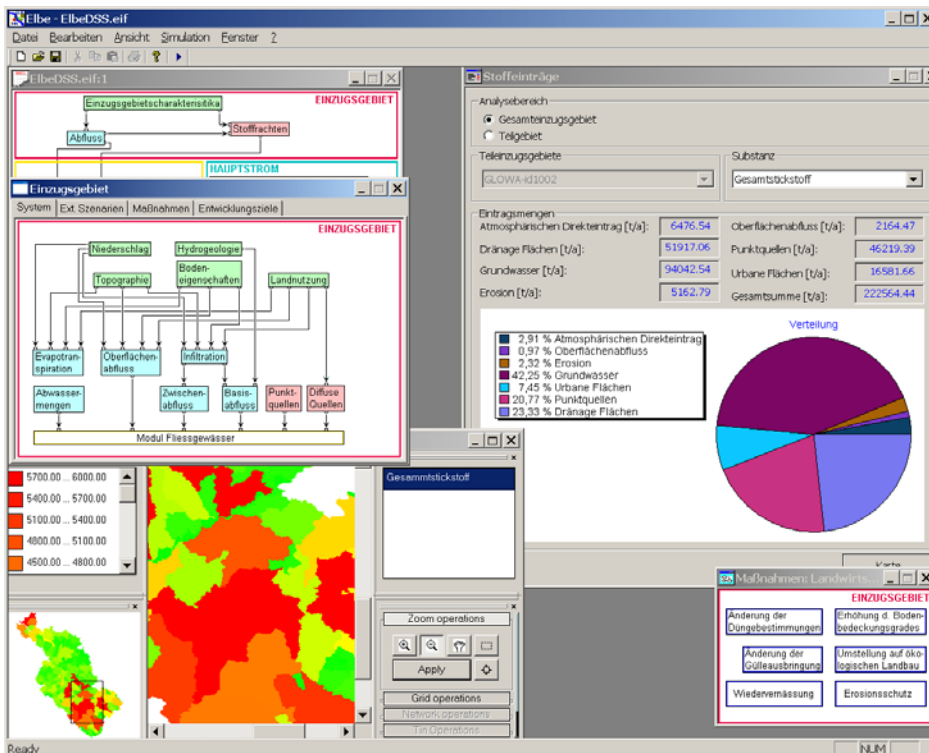 Elbe - ElbeDSS.eif
Datei Bearbeiten Ansicht Simulation Fenster ?
ElbeDSS.eif:1
EINZUGSGEBIET
Einzugsgebietscharakterisitika
Abfluss
Stoffrachten
HAUPTSTROM
Einzugsgebiet
System Ext. Szenarien Maßnahmen Entwicklungsziele
EINZUGSGEBIET
Niederschlag
Hydrogeologie
Topographie
Boden-
eigenschaften
Landnutzung
Evapotran-
spiration
Oberflächen-
abfluss
Infiltration
Abwasser-
mengen
Zwischen-
abfluss
Basis-
abfluss
Punkt-
quellen
Diffuse
Quellen
Modul Fliessgewässer
Stoffeinträge
Analysebereich
Gesamteinzugsgebiet
Teilgebiet
Teileinzugsgebiete
GLOWA-id1002
Substanz
Gesamtstickstoff
Eintragsmengen
Atmosphärischen Direkteintrag [t/a]: 6476.54
Oberflächenabfluss [t/a]: 2164.47
Dränage Flächen [t/a]: 51917.06
Punktquellen [t/a]: 46219.39
Grundwasser [t/a]: 94042.54
Urbane Flächen [t/a]: 16581.66
Erosion [t/a]: 5162.79
Gesamtsumme [t/a]: 222564.44
Verteilung
2,91 % Atmosphärischen Direkteintrag
0,97 % Oberflächenabfluss
2,32 % Erosion
42,25 % Grundwasser
7,45 % Urbane Flächen
20,77 % Punktquellen
23,33 % Dränage Flächen
5700.00 ... 6000.00
5400.00 ... 5700.00
5100.00 ... 5400.00
4800.00 ... 5100.00
4500.00 ... 4800.00
Gesammtstickstoff
Zoom operations
Apply
Grid operations
Network operations
Tin Operations
Karte
Maßnahmen: Landwirts...
EINZUGSGEBIET
Änderung der
Düngebestimmungen
Erhöhung d. Boden-
bedeckungsgrades
Änderung der
Gülleausbringung
Umstellung auf öko-
logischen Landbau
Wiedervernässung
Erosionsschutz
Ready
NUM